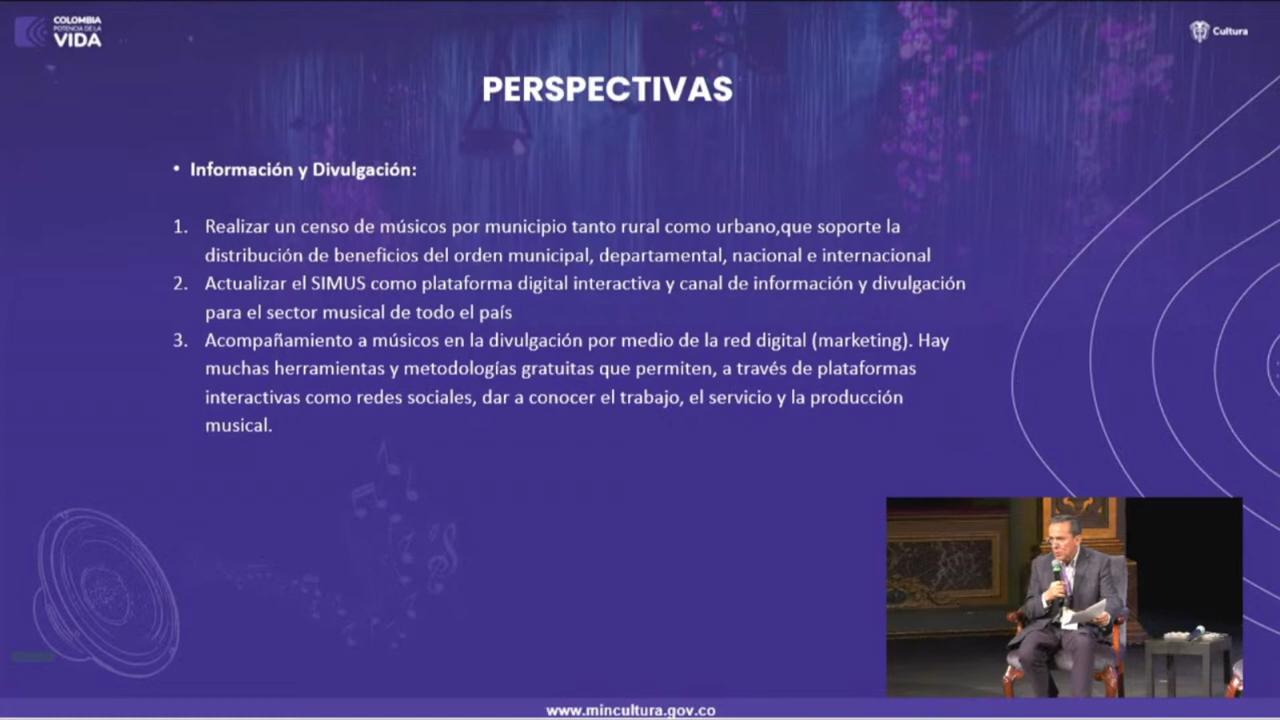 COLOMBIA
POTENCIA DE LA
VIDA
Cultura
PERSPECTIVAS
• Información y Divulgación:
1. Realizar un censo de músicos por municipio tanto rural como urbano,que soporte la
distribución de beneficios del orden municipal, departamental, nacional e internacional
2. Actualizar el SIMUS como plataforma digital interactiva y canal de información y divulgación
para el sector musical de todo el país
3. Acompañamiento a músicos en la divulgación por medio de la red digital (marketing). Hay
muchas herramientas y metodologías gratuitas que permiten, a través de plataformas
interactivas como redes sociales, dar a conocer el trabajo, el servicio y la producción
musical.
www.mincultura.gov.co